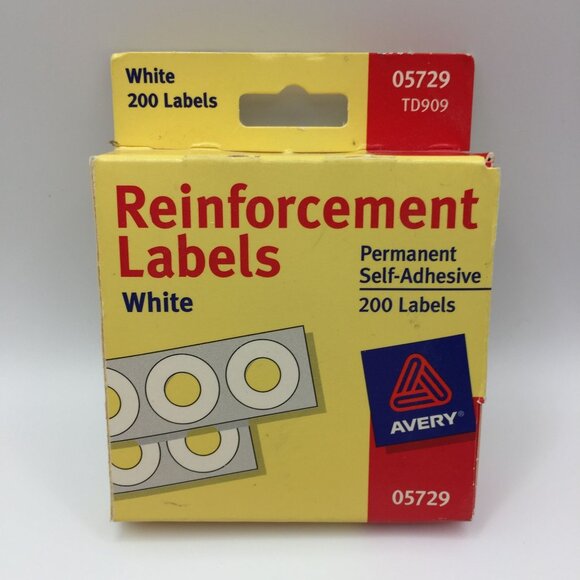 White
200 Labels
05729
TD909
Reinforcement
Labels
White
Permanent
Self-Adhesive
200 Labels
AVERY®
05729